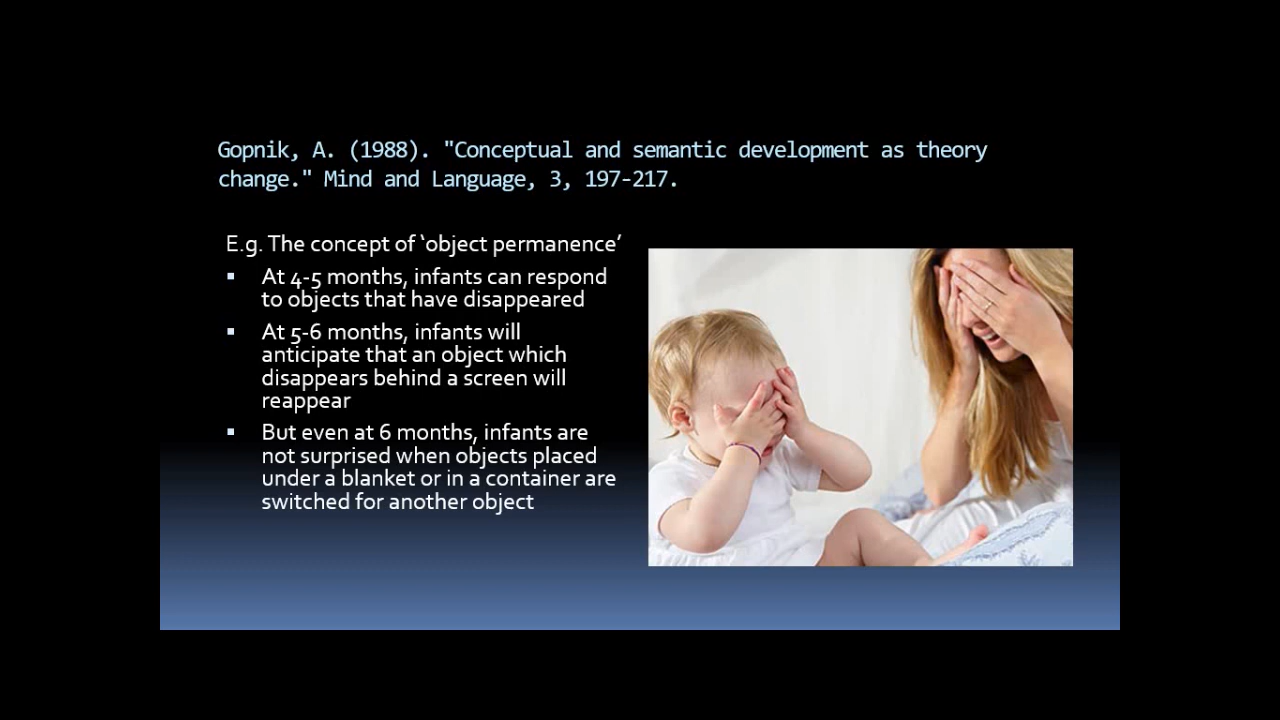 Gopnik, A. (1988). "Conceptual and semantic development as theory
change." Mind and Language, 3, 197-217.
E.g. The concept of ‘object permanence’
▪ At 4-5 months, infants can respond
to objects that have disappeared
▪ At 5-6 months, infants will
anticipate that an object which
disappears behind a screen will
reappear
▪ But even at 6 months, infants are
not surprised when objects placed
under a blanket or in a container are
switched for another object